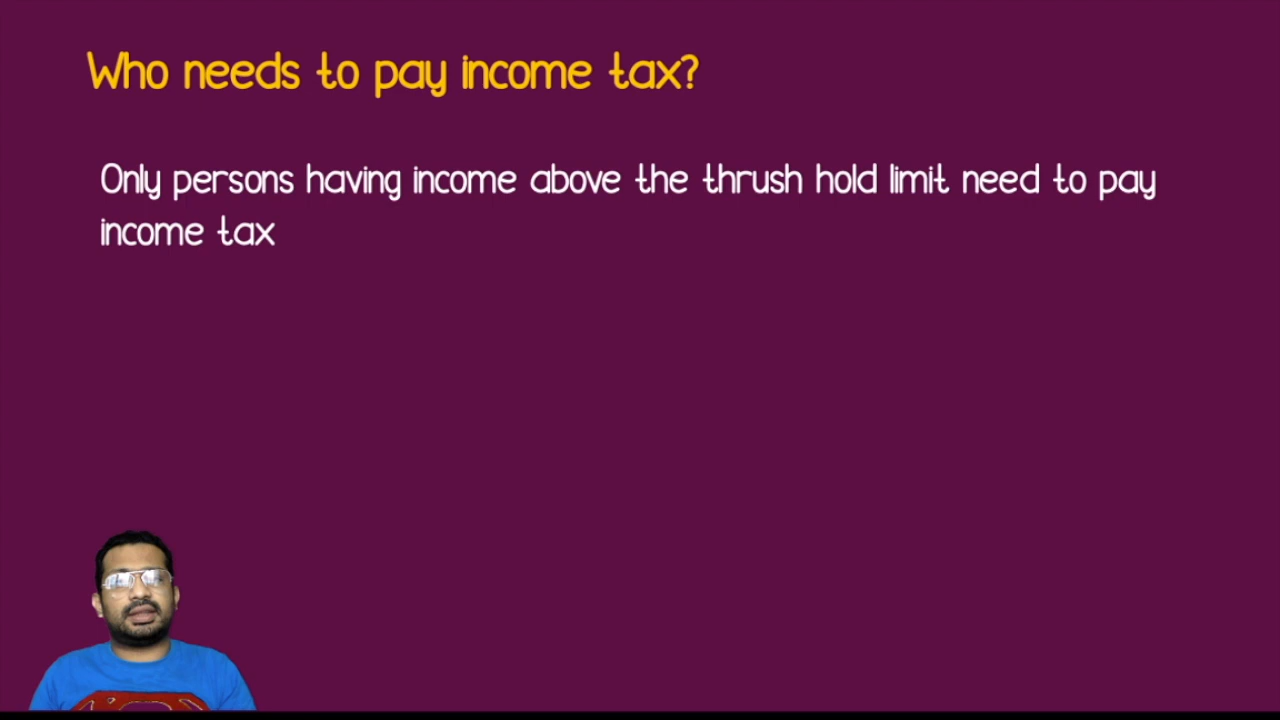 Who needs to pay income tax?
Only persons having income above the thrush hold limit need to pay
income tax